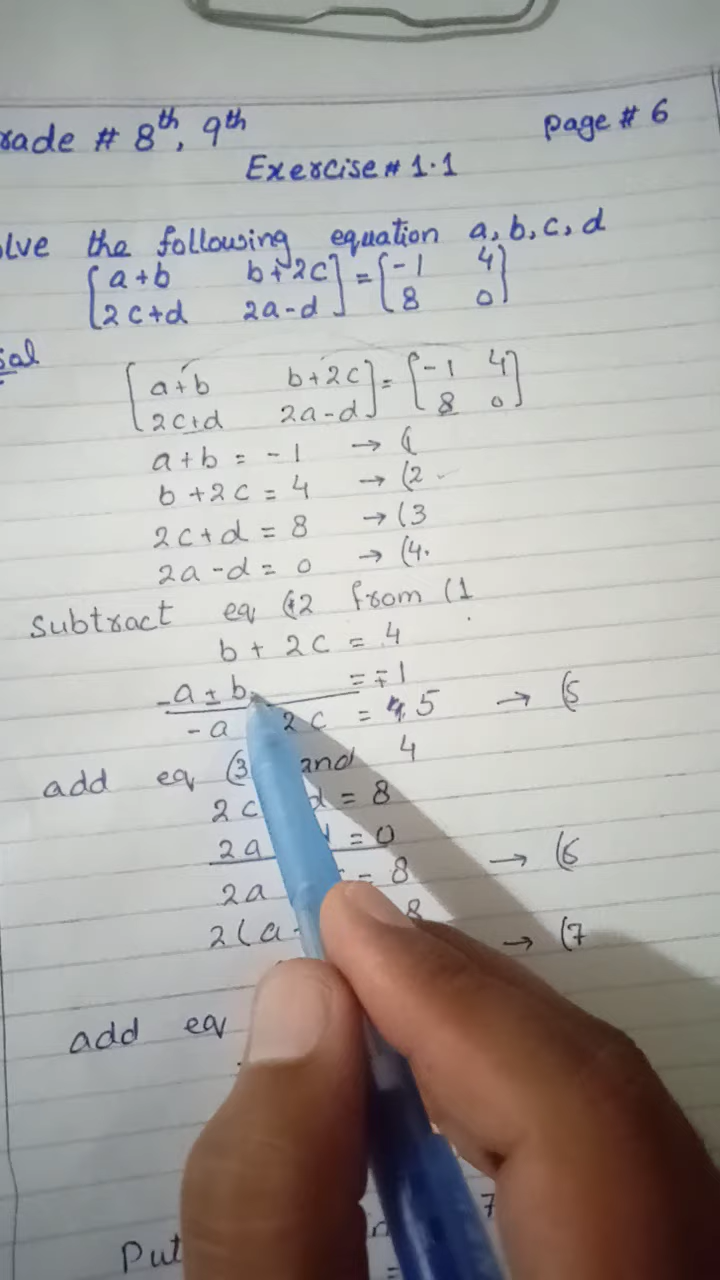 rade # 8th, 9th page # 6
Exercise # 1.1
lve the following equation a, b, c, d
[a+b b+2c] = [-1 4]
[2c+d 2a-d] [8 0]
sol
[a+b b+2c] = [-1 4]
[2c+d 2a-d] [8 0]
a+b = -1 → (1
b+2c = 4 → (2
2c+d = 8 → (3
2a-d = 0 → (4.
Subtract eq (2 from (1
b + 2c = 4
-a ± b = ∓1
-a 2c = 5 → (5
add eq (3 and 4
2c d = 8
2a = 0
2a = 8 → (6
2(a 8 → (7
add eq
7
Put
=